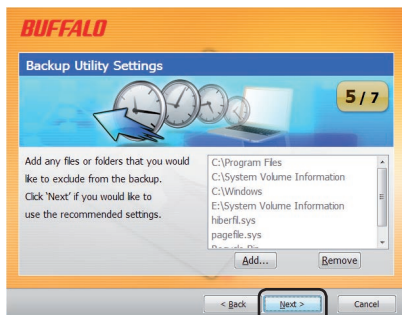 BUFFALO
Backup Utility Settings
5/7
Add any files or folders that you would
like to exclude from the backup.
Click 'Next' if you would like to
use the recommended settings.
C:\Program Files
C:\System Volume Information
C:\Windows
E:\System Volume Information
hiberfil.sys
pagefile.sys
Add...
Remove
< Back
Next >
Cancel